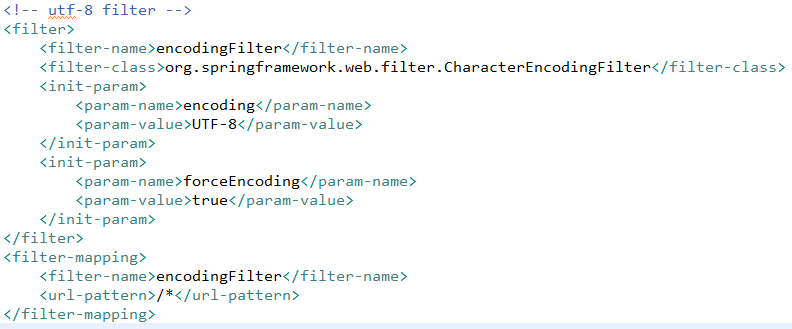 <!-- utf-8 filter -->
<filter>
    <filter-name>encodingFilter</filter-name>
    <filter-class>org.springframework.web.filter.CharacterEncodingFilter</filter-class>
    <init-param>
        <param-name>encoding</param-name>
        <param-value>UTF-8</param-value>
    </init-param>
    <init-param>
        <param-name>forceEncoding</param-name>
        <param-value>true</param-value>
    </init-param>
</filter>
<filter-mapping>
    <filter-name>encodingFilter</filter-name>
    <url-pattern>/*</url-pattern>
</filter-mapping>